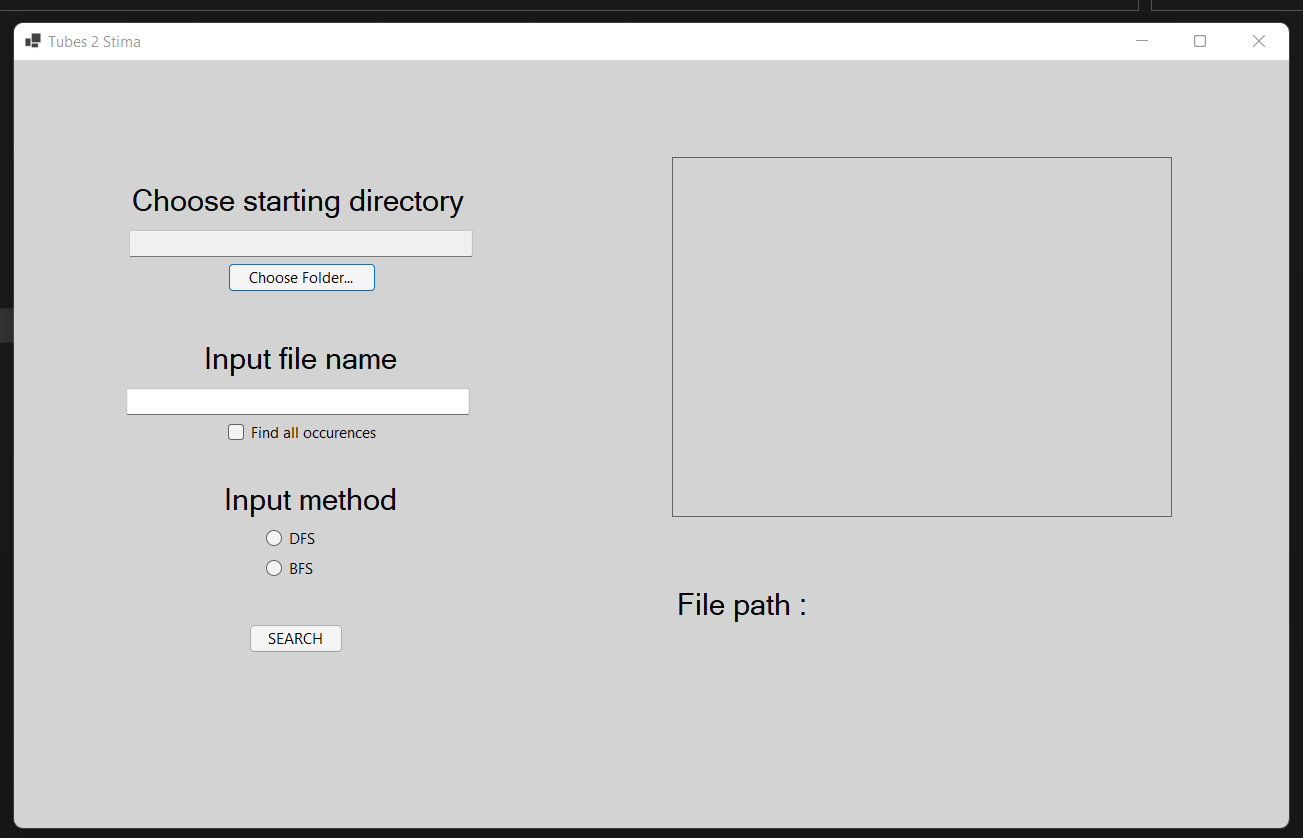 Tubes 2 Stima
Choose starting directory
Choose Folder...
Input file name
Find all occurences
Input method
DFS
BFS
SEARCH
File path :